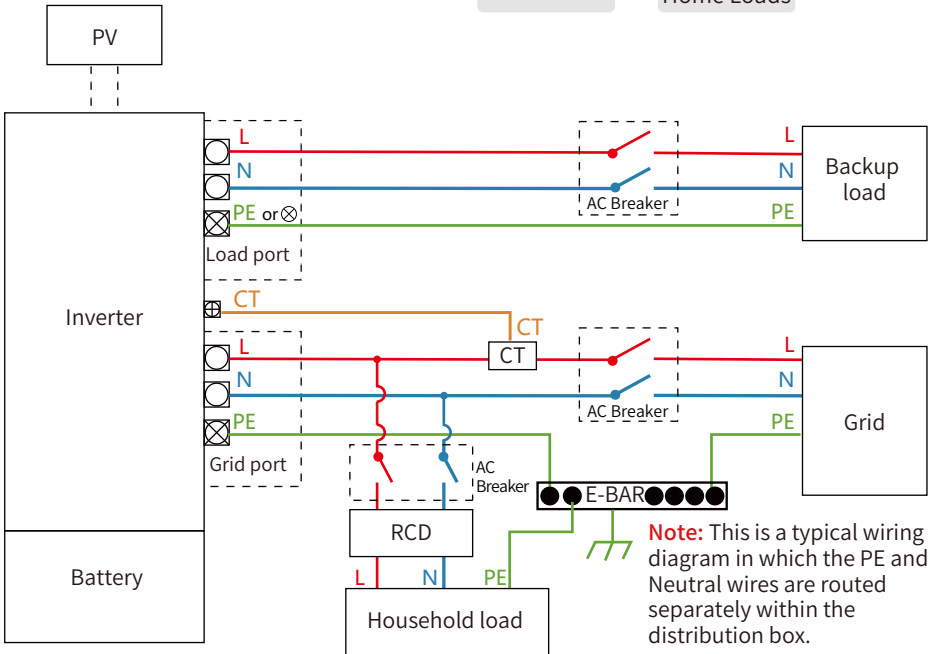 Home Loads
PV
L
N
PE or
Load port
L
N
PE
AC Breaker
Backup
load
Inverter
CT
CT
CT
L
N
PE
Grid port
L
N
PE
AC Breaker
Grid
AC
Breaker
E-BAR
RCD
L
N
PE
Household load
Battery
Note: This is a typical wiring
diagram in which the PE and
Neutral wires are routed
separately within the
distribution box.